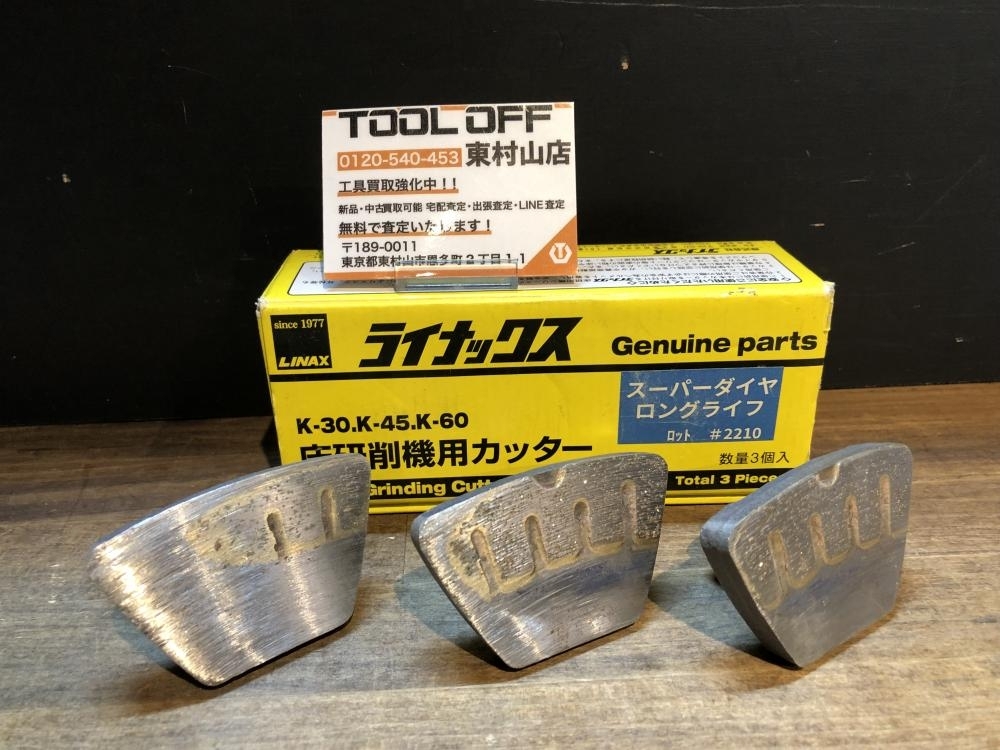 TOOL OFF
0120-540-453 東村山店
工具買取強化中！！
新品・中古買取可能 宅配査定・出張査定・LINE査定
無料で査定いたします！
〒189-0011
東京都東村山市恩多町2丁目1-1
since 1977
LINAX
ライナックス
Genuine parts
スーパーダイヤ
ロングライフ
ロット #2210
K-30.K-45.K-60
床研削機用カッター
数量3個入
Grinding Cut
Total 3 Piece